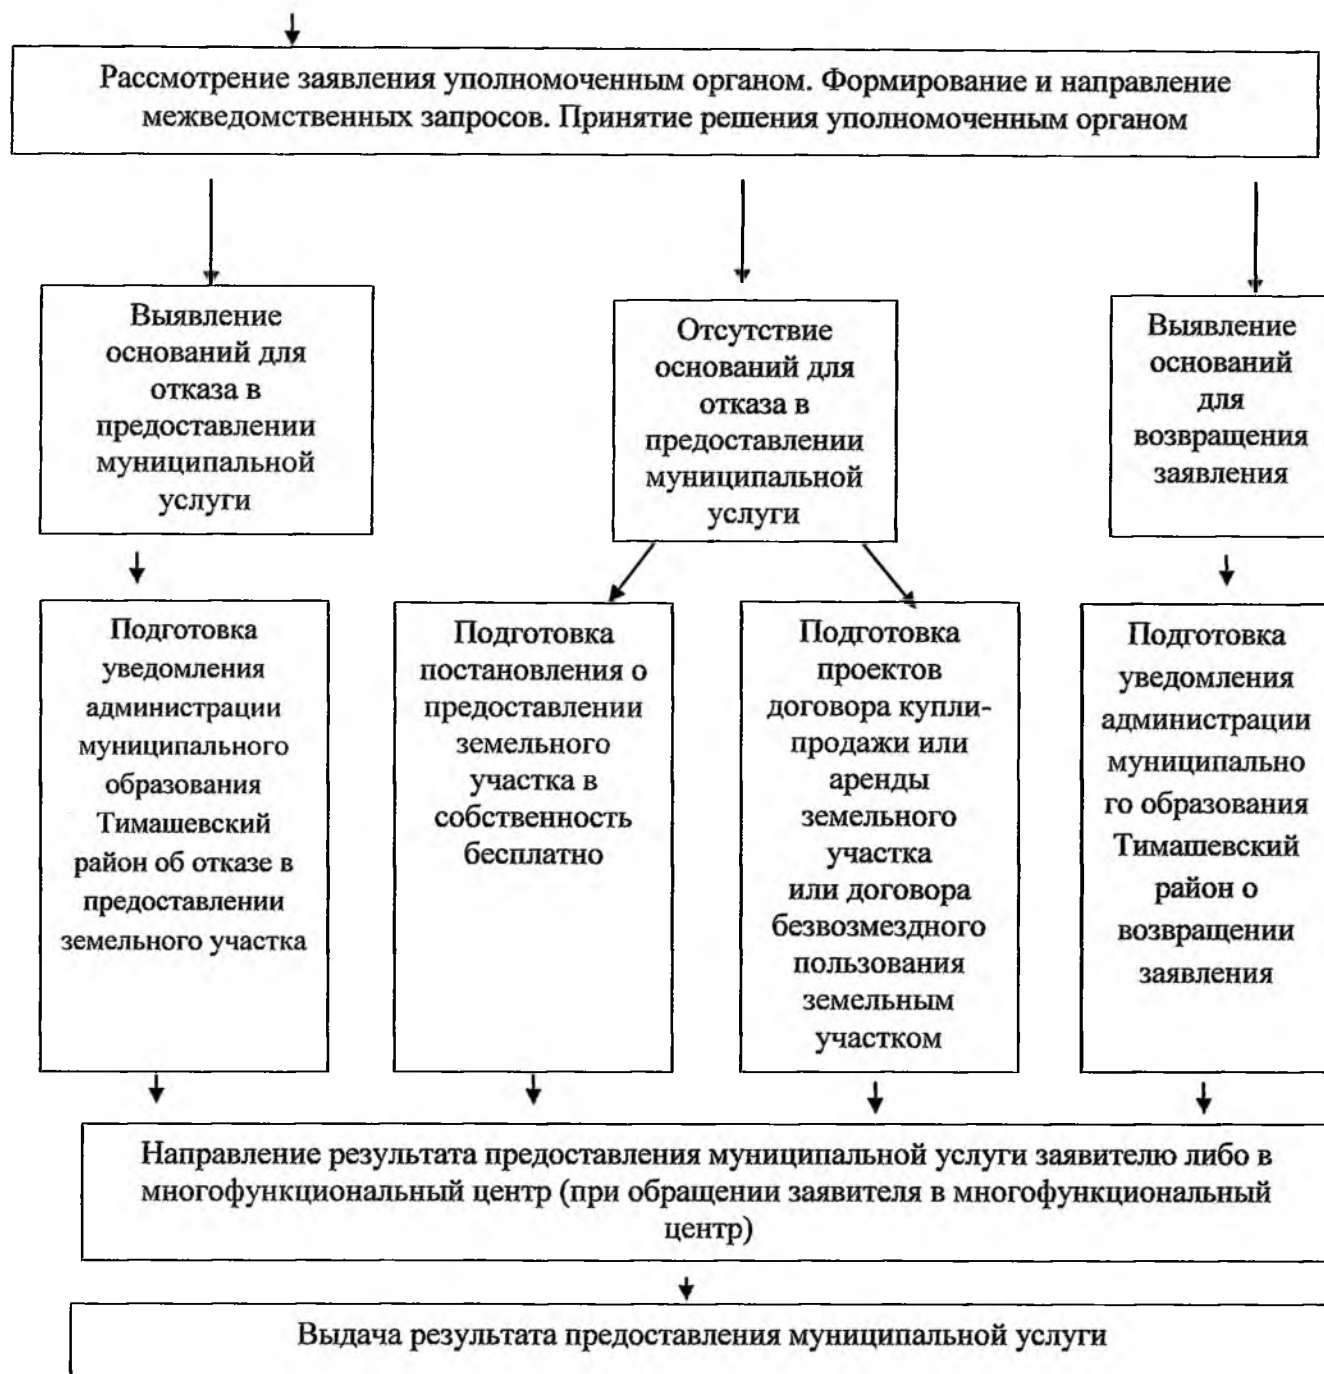 Рассмотрение заявления уполномоченным органом. Формирование и направление
межведомственных запросов. Принятие решения уполномоченным органом
Выявление
оснований для
отказа в
предоставлении
муниципальной
услуги
Отсутствие
оснований для
отказа в
предоставлении
муниципальной
услуги
Выявление
оснований
для
возвращения
заявления
Подготовка
уведомления
администрации
муниципального
образования
Тимашевский
район об отказе в
предоставлении
земельного участка
Подготовка
постановления о
предоставлении
земельного
участка в
собственность
бесплатно
Подготовка
проектов
договора купли-
продажи или
аренды
земельного
участка
или договора
безвозмездного
пользования
земельным
участком
Подготовка
уведомления
администрации
муниципально
го образования
Тимашевский
район о
возвращении
заявления
Направление результата предоставления муниципальной услуги заявителю либо в
многофункциональный центр (при обращении заявителя в многофункциональный
центр)
Выдача результата предоставления муниципальной услуги